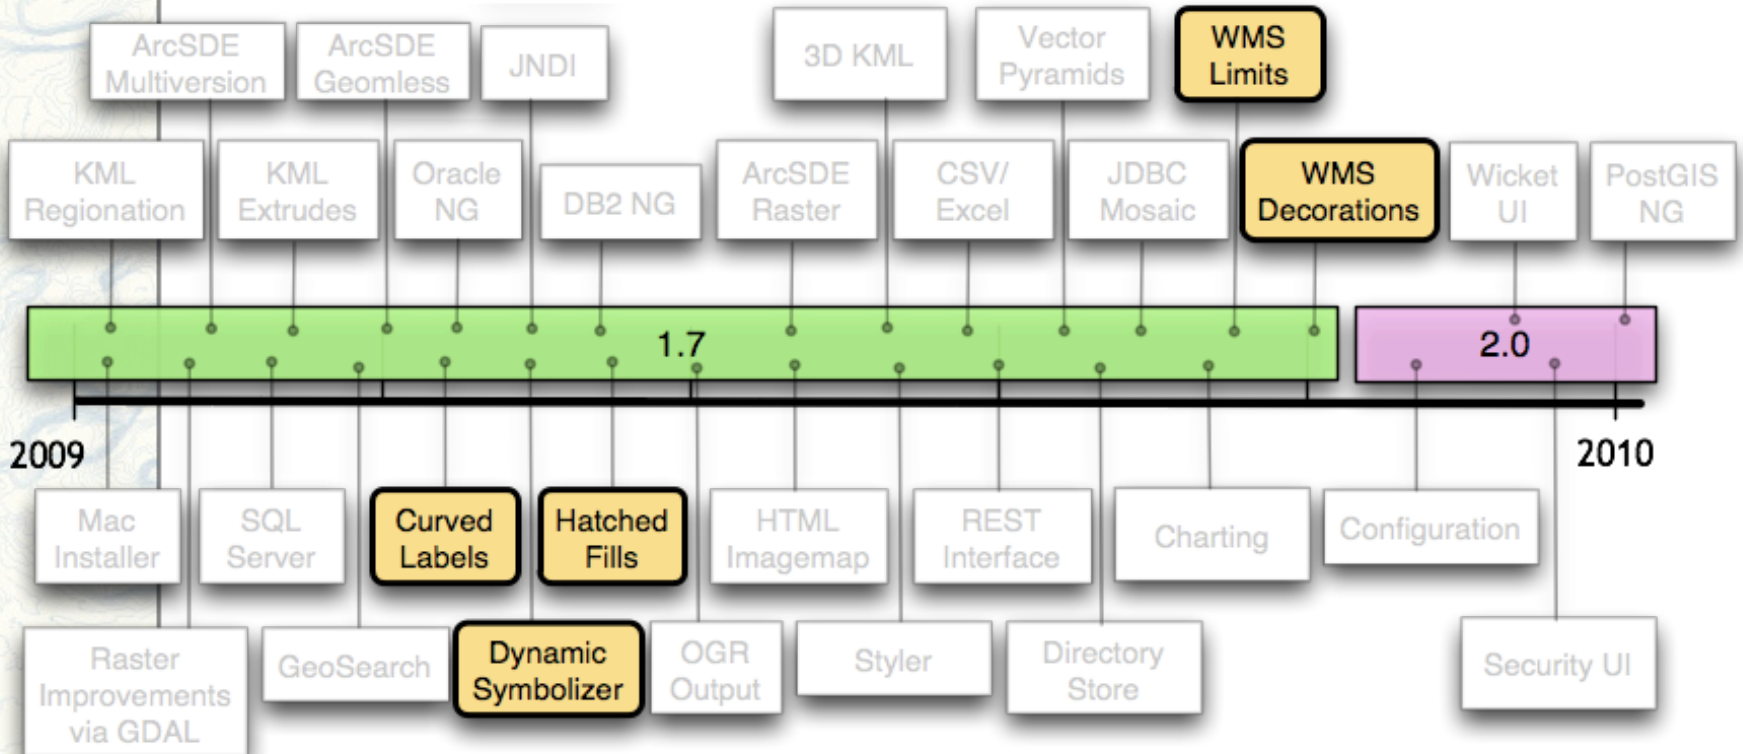 ArcSDE
Multiversion
ArcSDE
Geomless
JNDI
3D KML
Vector
Pyramids
WMS
Limits
KML
Regionation
KML
Extrudes
Oracle
NG
DB2 NG
ArcSDE
Raster
CSV/
Excel
JDBC
Mosaic
WMS
Decorations
Wicket
UI
PostGIS
NG
1.7
2.0
2009
2010
Mac
Installer
SQL
Server
Curved
Labels
Hatched
Fills
HTML
Imagemap
REST
Interface
Charting
Configuration
Raster
Improvements
via GDAL
GeoSearch
Dynamic
Symbolizer
OGR
Output
Styler
Directory
Store
Security UI